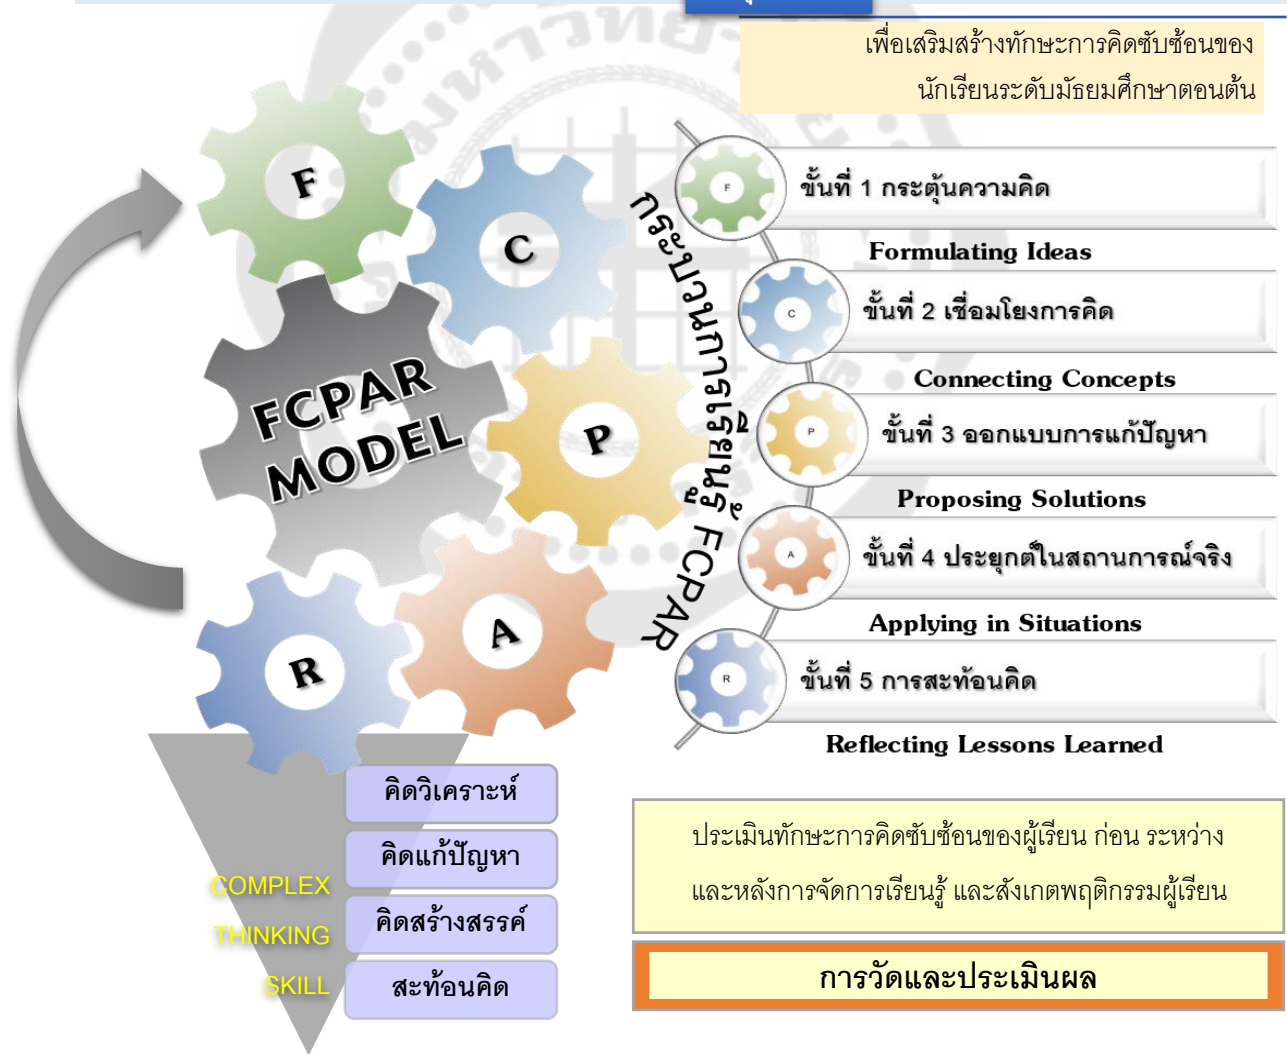 เพื่อเสริมสร้างทักษะการคิดซับซ้อนของ
นักเรียนระดับมัธยมศึกษาตอนต้น
F
C
P
A
R
FCPAR
MODEL
กระบวนการเรียนรู้ FCPAR
F
ขั้นที่ 1 กระตุ้นความคิด
Formulating Ideas
C
ขั้นที่ 2 เชื่อมโยงการคิด
Connecting Concepts
P
ขั้นที่ 3 ออกแบบการแก้ปัญหา
Proposing Solutions
A
ขั้นที่ 4 ประยุกต์ในสถานการณ์จริง
Applying in Situations
R
ขั้นที่ 5 การสะท้อนคิด
Reflecting Lessons Learned
COMPLEX
THINKING
SKILL
คิดวิเคราะห์
คิดแก้ปัญหา
คิดสร้างสรรค์
สะท้อนคิด
ประเมินทักษะการคิดซับซ้อนของผู้เรียน ก่อน ระหว่าง
และหลังการจัดการเรียนรู้ และสังเกตพฤติกรรมผู้เรียน
การวัดและประเมินผล